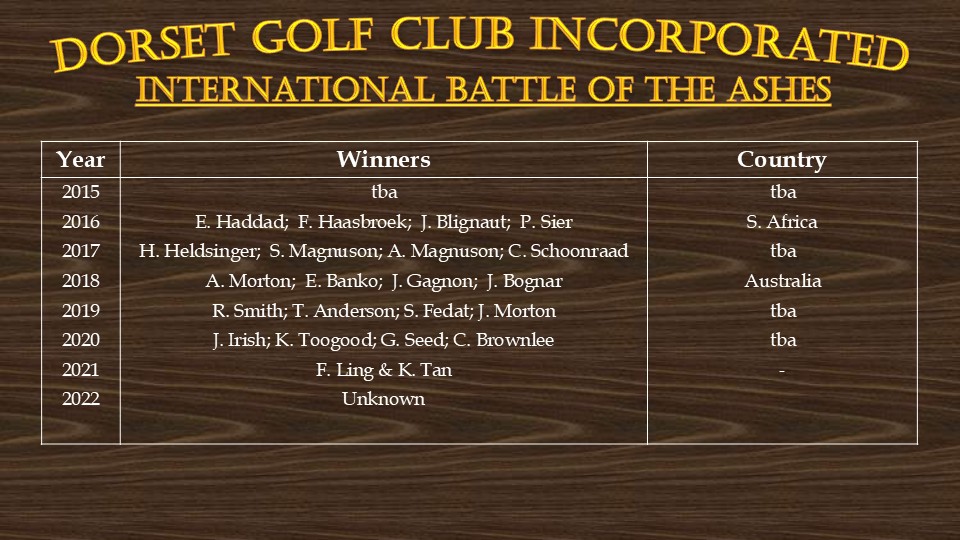 DORSET GOLF CLUB INCORPORATED
INTERNATIONAL BATTLE OF THE ASHES
Year Winners Country
2015 tba tba
2016 E. Haddad; F. Haasbroek; J. Blignaut; P. Sier S. Africa
2017 H. Heldsinger; S. Magnuson; A. Magnuson; C. Schoonraad tba
2018 A. Morton; E. Banko; J. Gagnon; J. Bognar Australia
2019 R. Smith; T. Anderson; S. Fedat; J. Morton tba
2020 J. Irish; K. Toogood; G. Seed; C. Brownlee tba
2021 F. Ling & K. Tan -
2022 Unknown